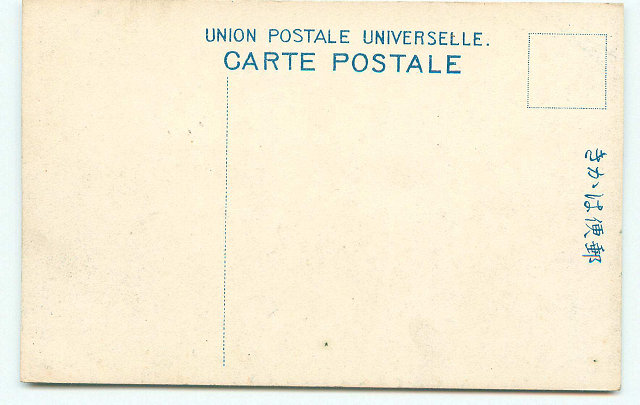 UNION POSTALE UNIVERSELLE.
CARTE POSTALE
きかは便郵